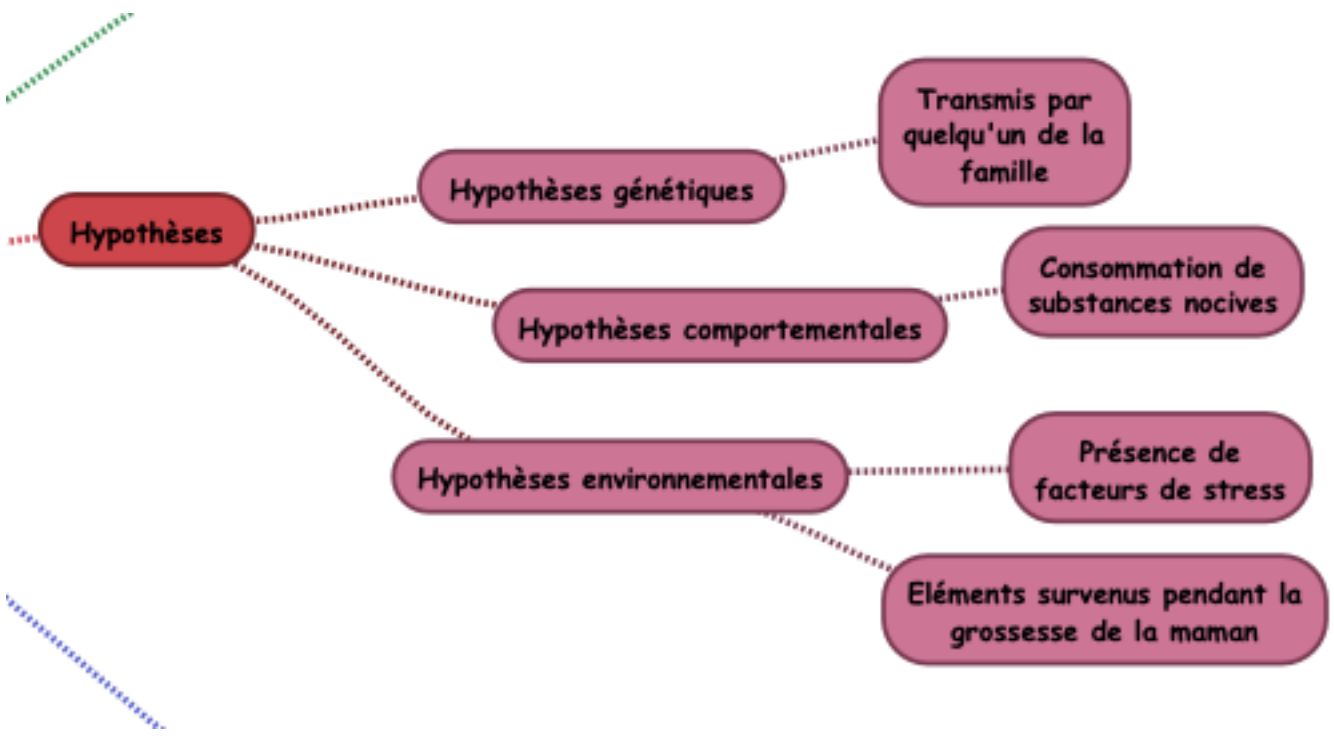 Hypothèses
Hypothèses génétiques
Transmis par
quelqu'un de la
famille
Hypothèses comportementales
Consommation de
substances nocives
Hypothèses environnementales
Présence de
facteurs de stress
Eléments survenus pendant la
grossesse de la maman